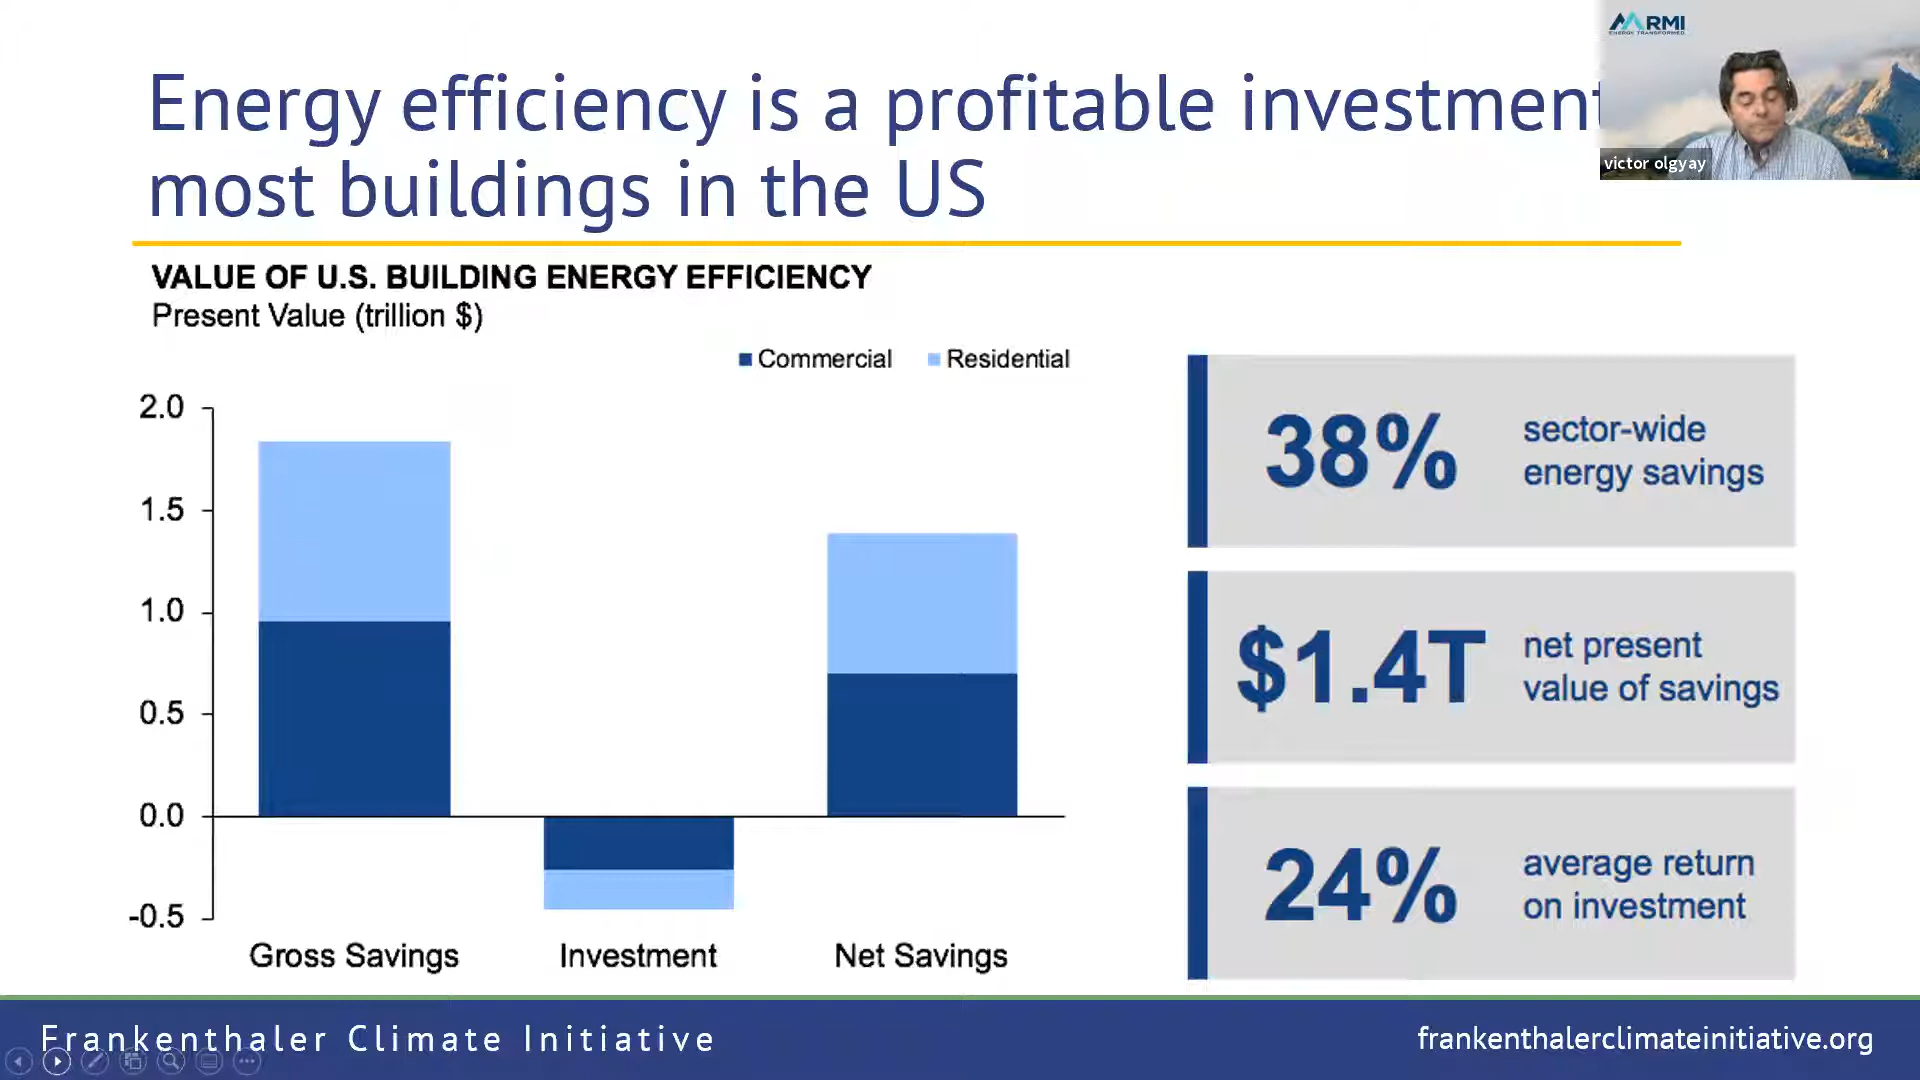 Energy efficiency is a profitable investment
most buildings in the US
RMI
ENERGY. TRANSFORMED.
victor olgyay
VALUE OF U.S. BUILDING ENERGY EFFICIENCY
Present Value (trillion $)
Commercial Residential
2.0
1.5
1.0
0.5
0.0
-0.5
Gross Savings Investment Net Savings
38% sector-wide
energy savings
$1.4T net present
value of savings
24% average return
on investment
Frankenthaler Climate Initiative
frankenthalerclimateinitiative.org